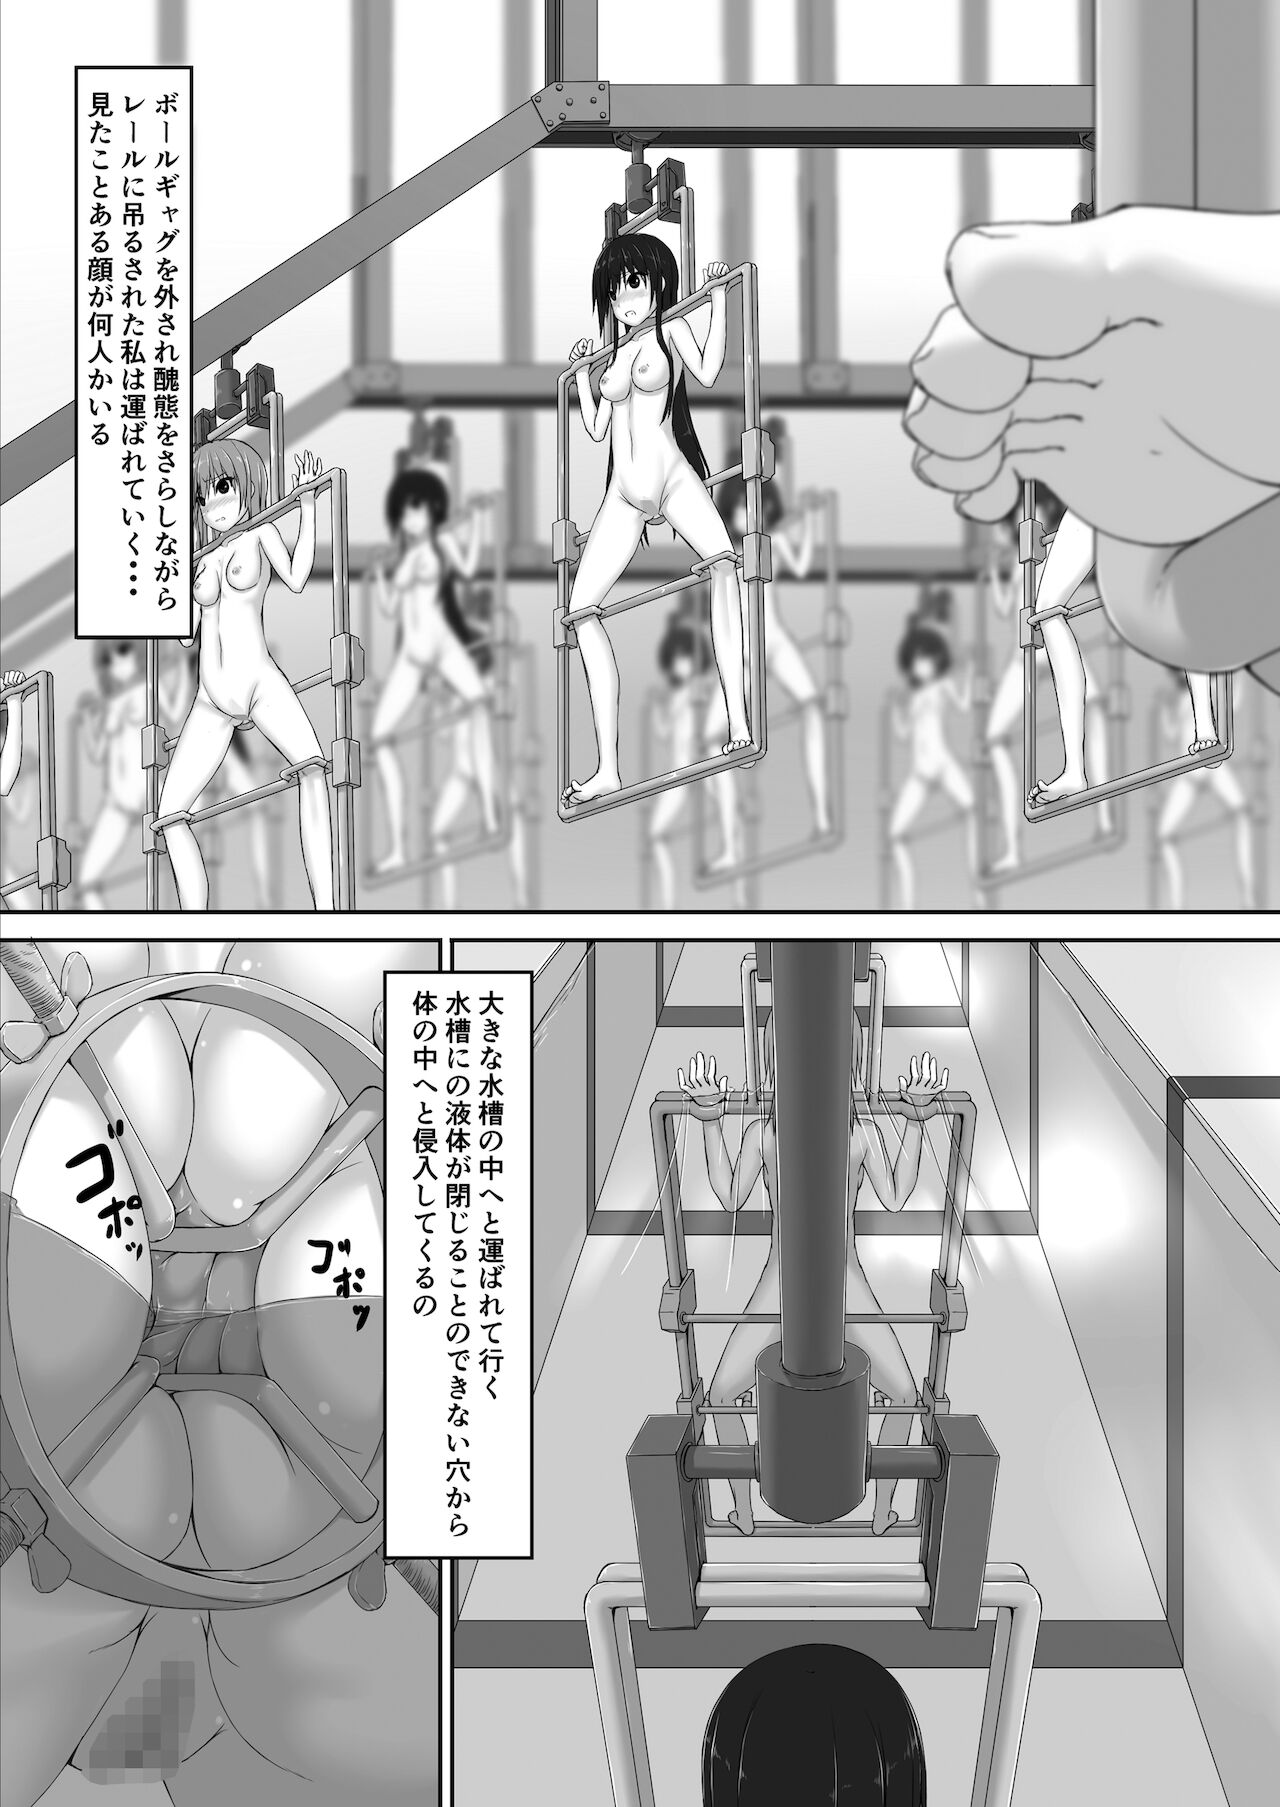 ボールギャグを外され醜態をさらしながら
レールに吊るされた私は運ばれていく・・・・
見たことある顔が何人かいる
大きな水槽の中へと運ばれて行く
水槽にの液体が閉じることのできない穴から
体の中へと侵入してくるの
ゴポッ
ゴポッ